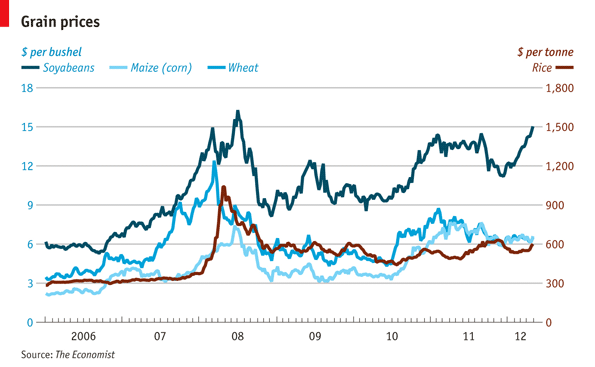 Grain prices
$ per bushel
$ per tonne
Soyabeans
Maize (corn)
Wheat
Rice
18
1,800
15
1,500
12
1,200
9
900
6
600
3
300
0
0
2006
07
08
09
10
11
12
Source: The Economist